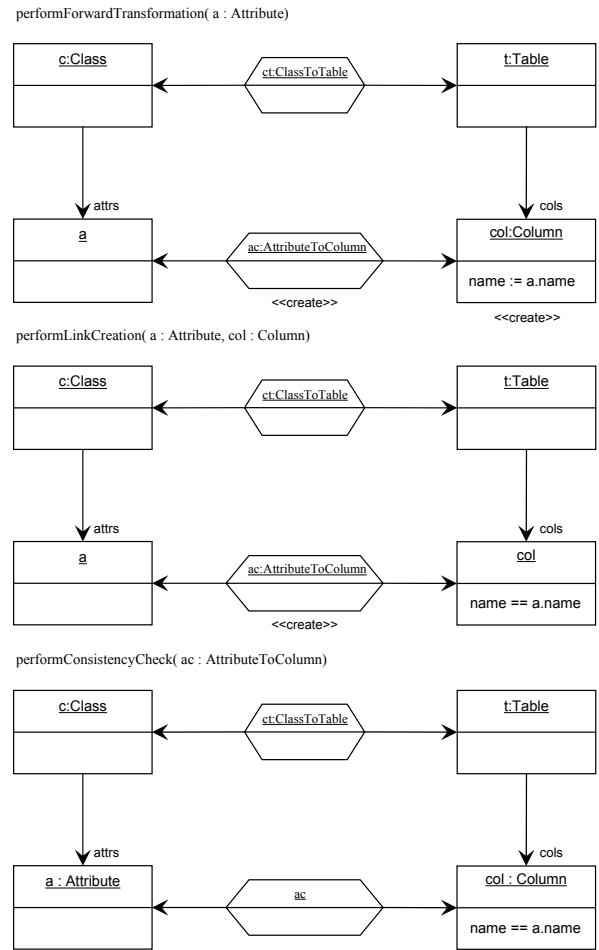 performForwardTransformation( a : Attribute)
c:Class
ct:ClassToTable
t:Table
attrs
cols
a
ac:AttributeToColumn
col:Column
name := a.name
<<create>>
<<create>>
performLinkCreation( a : Attribute, col : Column)
c:Class
ct:ClassToTable
t:Table
attrs
cols
a
ac:AttributeToColumn
col
name == a.name
<<create>>
performConsistencyCheck( ac : AttributeToColumn)
c:Class
ct:ClassToTable
t:Table
attrs
cols
a : Attribute
ac
col : Column
name == a.name